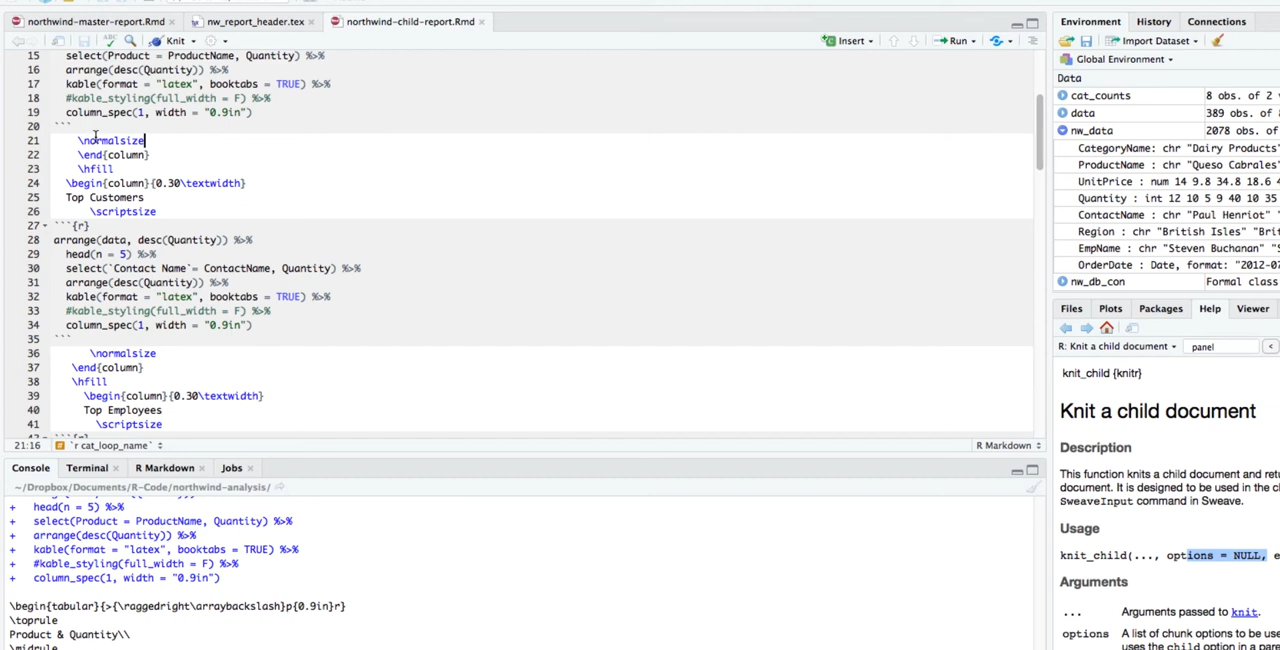 northwind-master-report.Rmd × nw_report_header.tex × northwind-child-report.Rmd ×
ABC Knit Insert Run
15 select(Product = ProductName, Quantity) %>%
16 arrange(desc(Quantity)) %>%
17 kable(format = "latex", booktabs = TRUE) %>%
18 #kable_styling(full_width = F) %>%
19 column_spec(1, width = "0.9in")
20 ```
21 \normalsize
22 \end{column}
23 \hfill
24 \begin{column}{0.30\textwidth}
25 Top Customers
26 \scriptsize
27 ```{r}
28 arrange(data, desc(Quantity)) %>%
29 head(n = 5) %>%
30 select(`Contact Name`= ContactName, Quantity) %>%
31 arrange(desc(Quantity)) %>%
32 kable(format = "latex", booktabs = TRUE) %>%
33 #kable_styling(full_width = F) %>%
34 column_spec(1, width = "0.9in")
35 ```
36 \normalsize
37 \end{column}
38 \hfill
39 \begin{column}{0.30\textwidth}
40 Top Employees
41 \scriptsize
21:16 # `r cat_loop_name` R Markdown
Console Terminal × R Markdown × Jobs ×
~/Dropbox/Documents/R-Code/northwind-analysis/
+ head(n = 5) %>%
+ select(Product = ProductName, Quantity) %>%
+ arrange(desc(Quantity)) %>%
+ kable(format = "latex", booktabs = TRUE) %>%
+ #kable_styling(full_width = F) %>%
+ column_spec(1, width = "0.9in")
\begin{tabular}{>{\raggedright\arraybackslash}p{0.9in}r}
\toprule
Product & Quantity\\
\midrule
Environment History Connections
Import Dataset
Global Environment
Data
cat_counts 8 obs. of 2
data 389 obs. of
nw_data 2078 obs. of
CategoryName: chr "Dairy Products"
ProductName : chr "Queso Cabrales"
UnitPrice : num 14 9.8 34.8 18.6 4
Quantity : int 12 10 5 9 40 10 35
ContactName : chr "Paul Henriot" "
Region : chr "British Isles" "Bri
EmpName : chr "Steven Buchanan" "S
OrderDate : Date, format: "2012-07
nw_db_con Formal class
Files Plots Packages Help Viewer
R: Knit a child document panel <
knit_child {knitr}
Knit a child document
Description
This function knits a child document and retu
document. It is designed to be used in the c
SweaveInput command in Sweave.
Usage
knit_child(..., options = NULL, e
Arguments
... Arguments passed to knit.
options A list of chunk options to be use
uses the child option in a pare